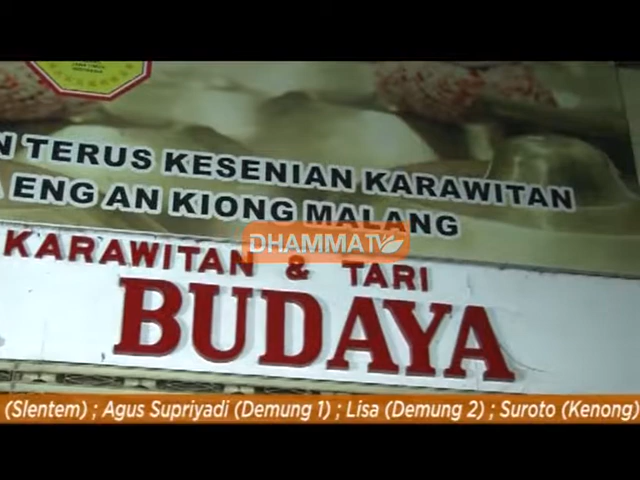 N TERUS KESENIAN KARAWITAN
ENG AN KIONG MALANG
DHAMMATV
KARAWITAN & TARI
BUDAYA
(Slentem) ; Agus Supriyadi (Demung 1) ; Lisa (Demung 2) ; Suroto (Kenong)